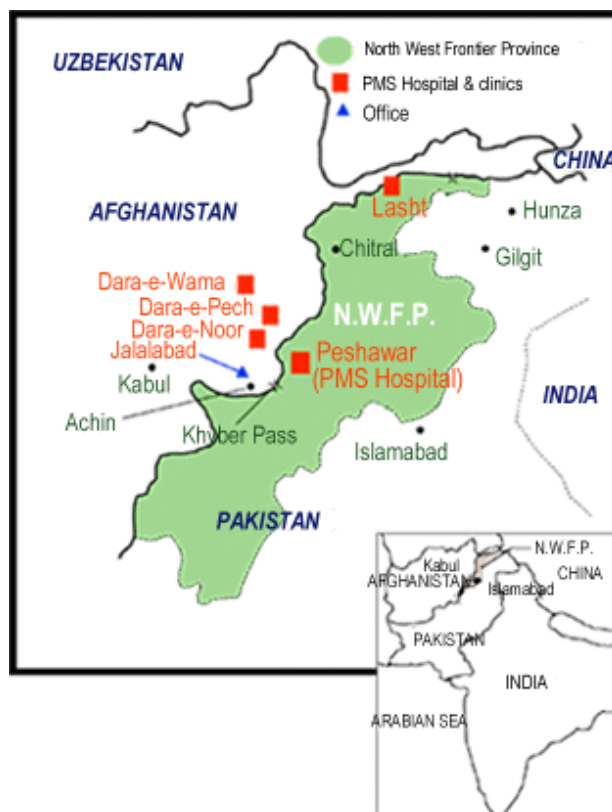 UZBEKISTAN
North West Frontier Province
PMS Hospital & clinics
Office
CHINA
Lasht
AFGHANISTAN
Hunza
Chitral
Gilgit
Dara-e-Wama
Dara-e-Pech
N.W.F.P.
Dara-e-Noor
Jalalabad
Peshawar
(PMS Hospital)
Kabul
INDIA
Achin
Khyber Pass
Islamabad
PAKISTAN
N.W.F.P.
Kabul
CHINA
AFGHANISTAN
Islamabad
PAKISTAN
INDIA
ARABIAN SEA